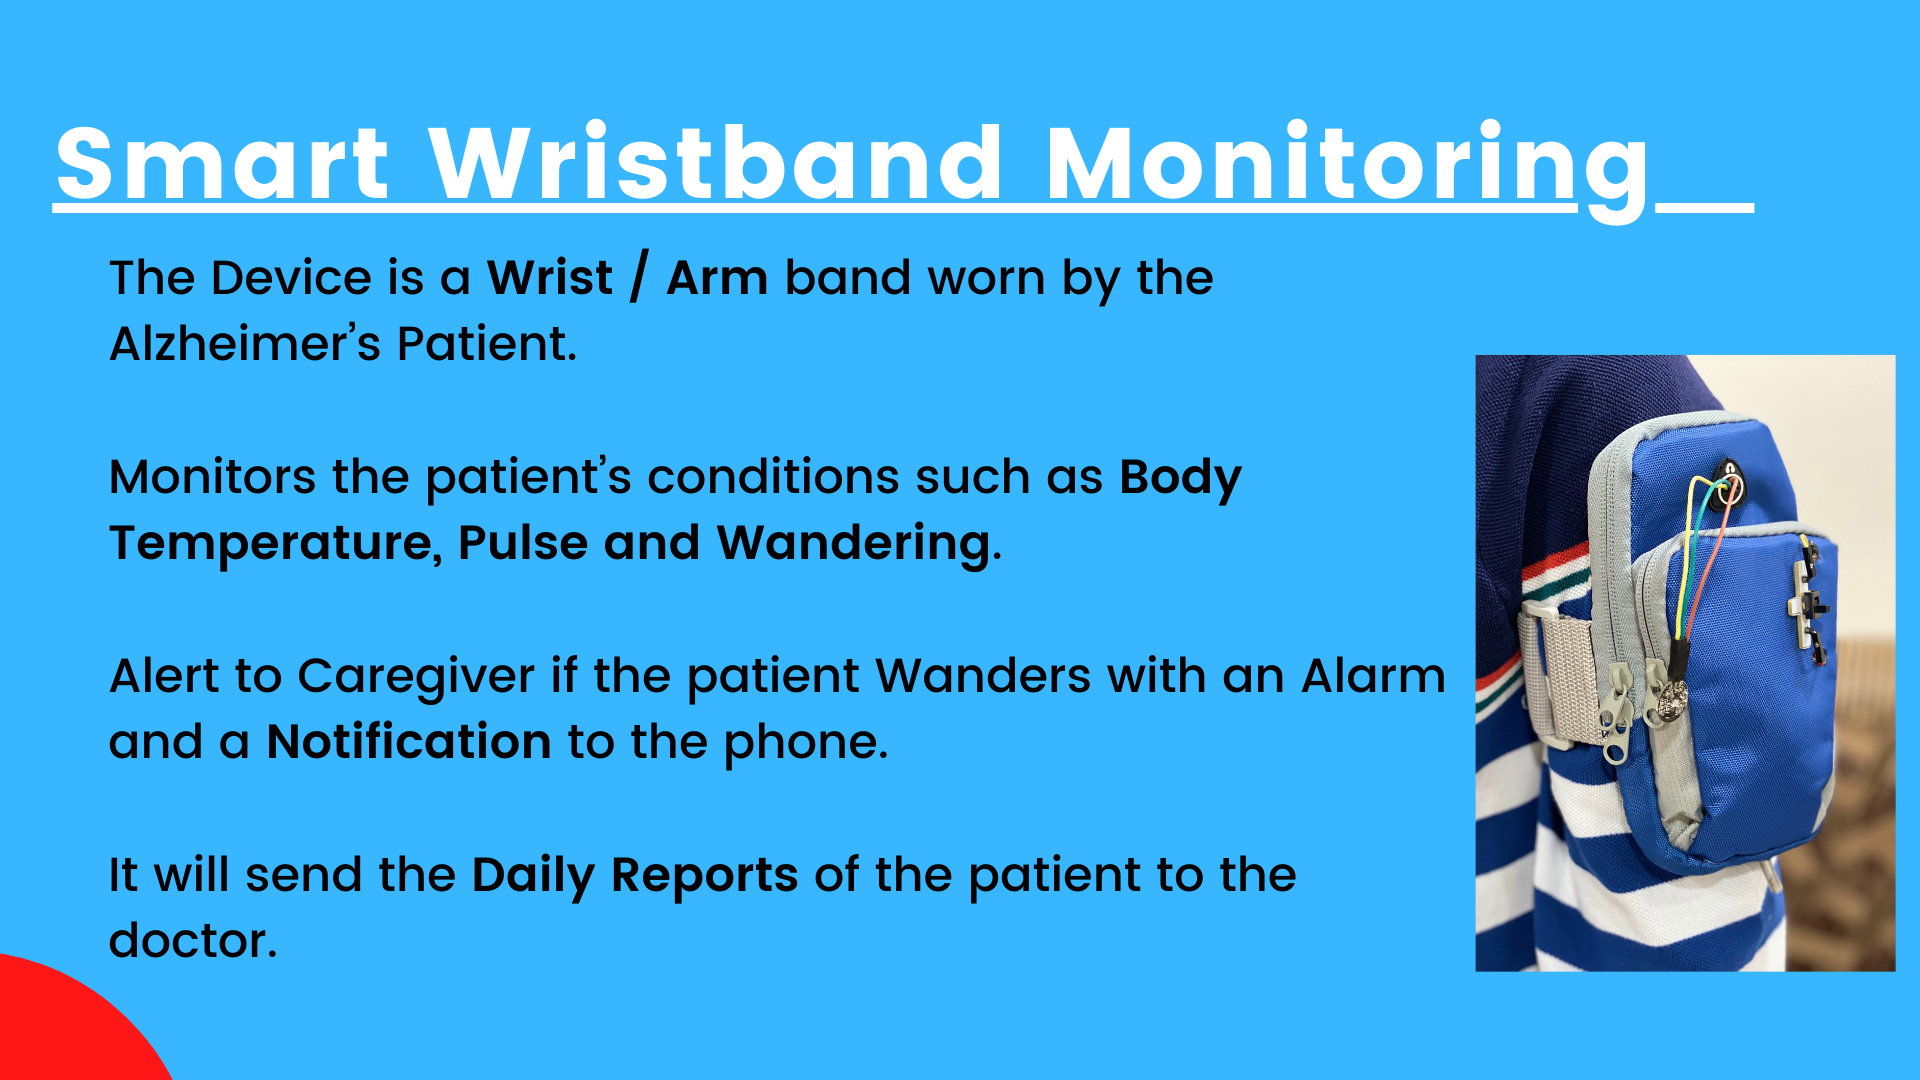 Smart Wristband Monitoring__
The Device is a Wrist / Arm band worn by the
Alzheimer’s Patient.
Monitors the patient’s conditions such as Body
Temperature, Pulse and Wandering.
Alert to Caregiver if the patient Wanders with an Alarm
and a Notification to the phone.
It will send the Daily Reports of the patient to the
doctor.